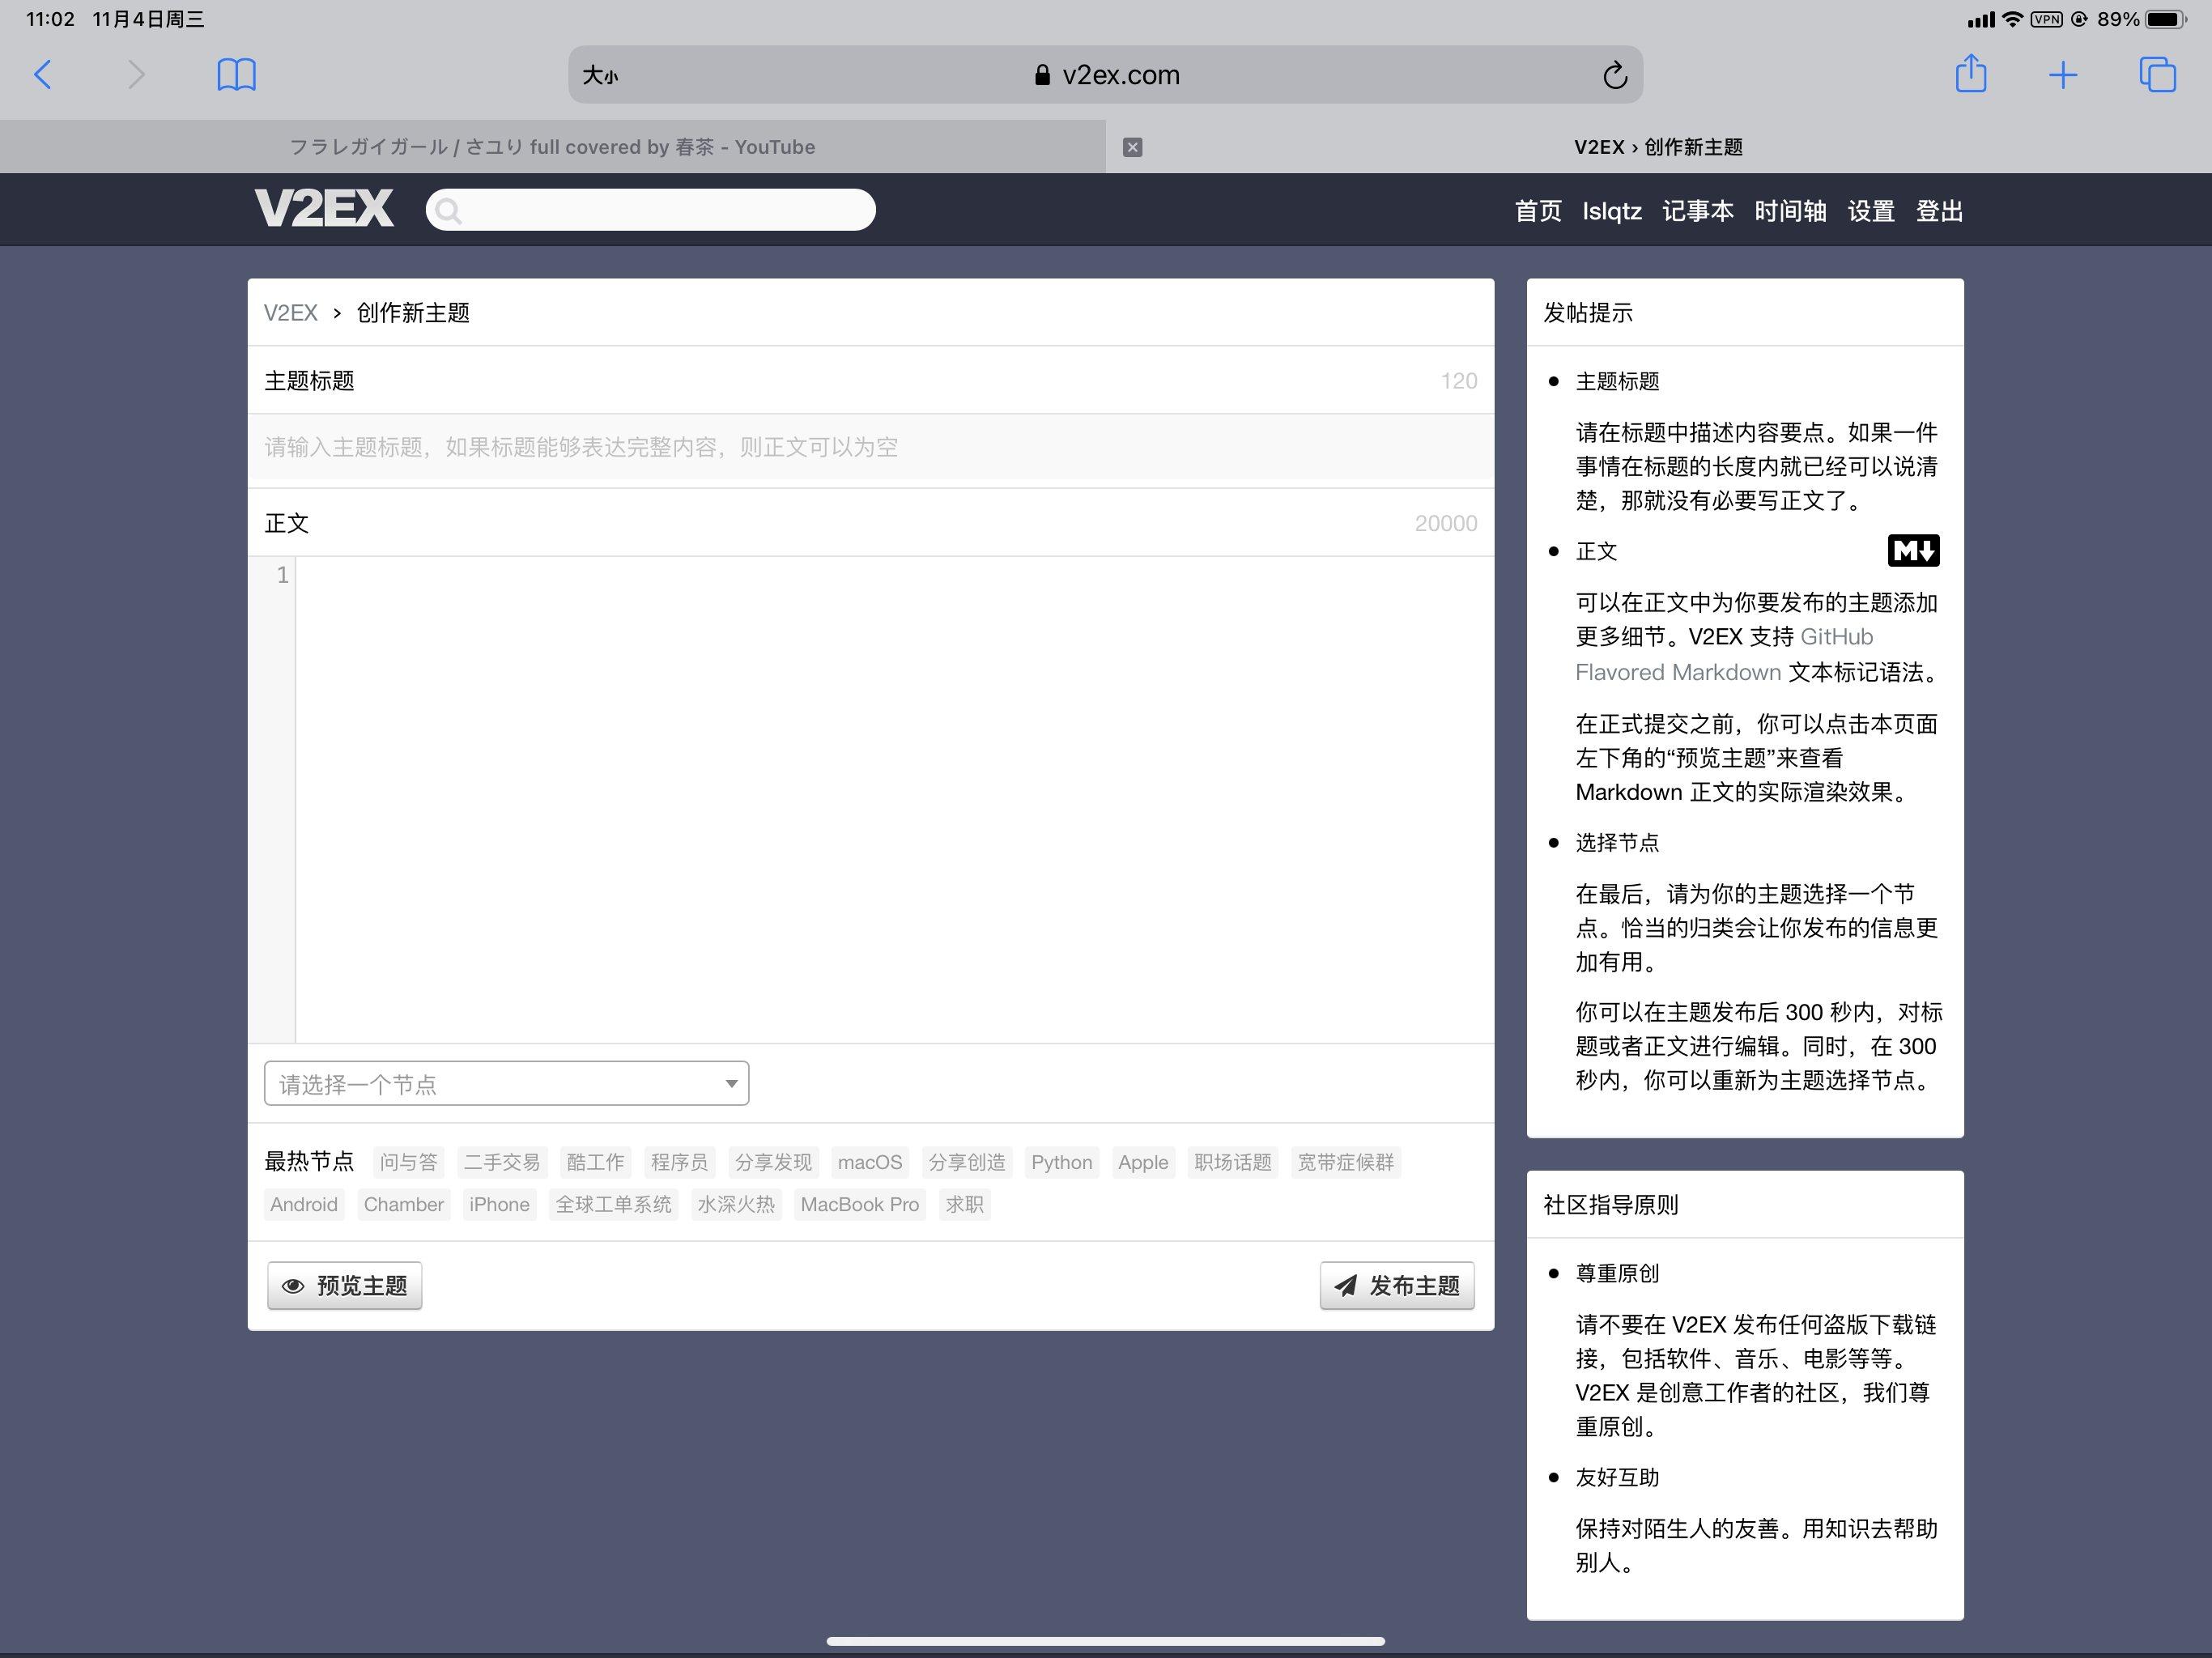 11:02 11月4日周三
VPN 89%
大小 v2ex.com
フラレガイガール / さユり full covered by 春茶 - YouTube
V2EX › 创作新主题
V2EX
首页 lslqtz 记事本 时间轴 设置 登出
V2EX › 创作新主题
主题标题 120
请输入主题标题，如果标题能够表达完整内容，则正文可以为空
正文 20000
1
请选择一个节点
最热节点 问与答 二手交易 酷工作 程序员 分享发现 macOS 分享创造 Python Apple 职场话题 宽带症候群
Android Chamber iPhone 全球工单系统 水深火热 MacBook Pro 求职
预览主题 发布主题
发帖提示
主题标题
请在标题中描述内容要点。如果一件
事情在标题的长度内就已经可以说清
楚，那就没有必要写正文了。
正文 M
可以在正文中为你要发布的主题添加
更多细节。V2EX 支持 GitHub
Flavored Markdown 文本标记语法。
在正式提交之前，你可以点击本页面
左下角的“预览主题”来查看
Markdown 正文的实际渲染效果。
选择节点
在最后，请为你的主题选择一个节
点。恰当的归类会让你发布的信息更
加有用。
你可以在主题发布后 300 秒内，对标
题或者正文进行编辑。同时，在 300
秒内，你可以重新为主题选择节点。
社区指导原则
尊重原创
请不要在 V2EX 发布任何盗版下载链
接，包括软件、音乐、电影等等。
V2EX 是创意工作者的社区，我们尊
重原创。
友好互助
保持对陌生人的友善。用知识去帮助
别人。